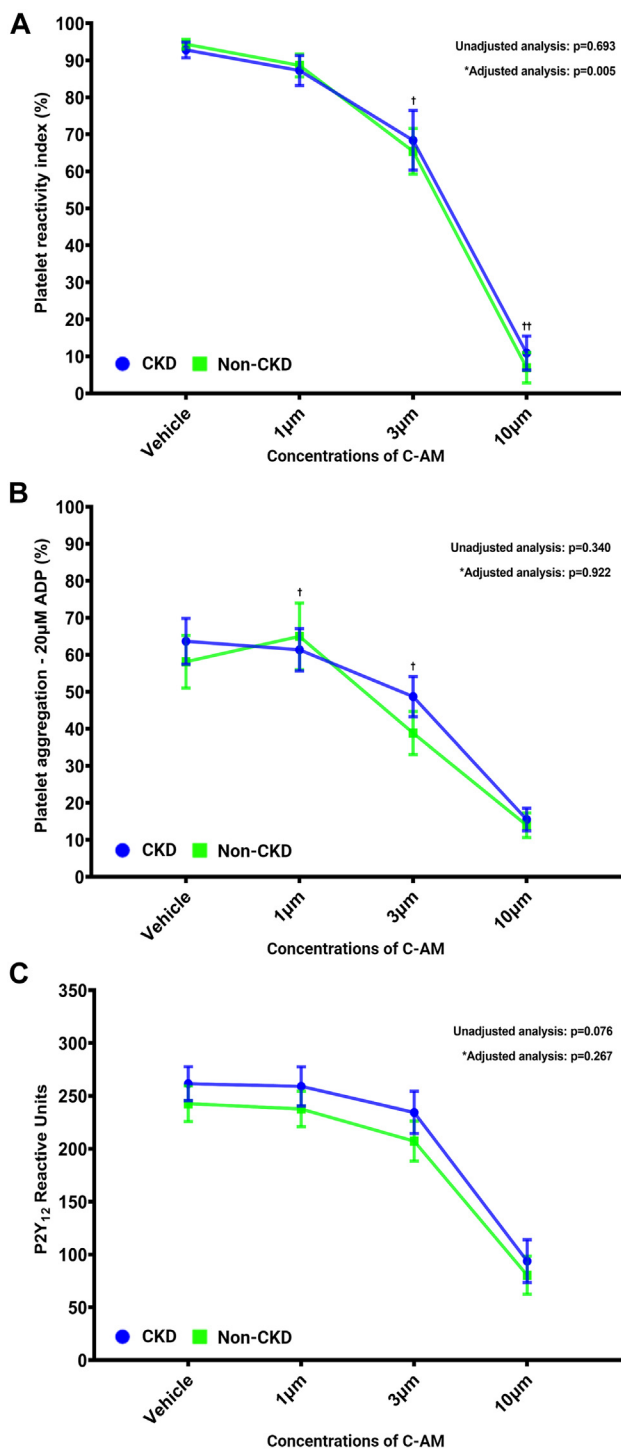 A
100
90
80
70
60
50
40
30
20
10
0
Platelet reactivity index (%)
Unadjusted analysis: p=0.693
*Adjusted analysis: p=0.005
†
††
CKD Non-CKD
Vehicle 1µm 3µm 10µm
Concentrations of C-AM
B
100
90
80
70
60
50
40
30
20
10
0
Platelet aggregation - 20µM ADP (%)
Unadjusted analysis: p=0.340
*Adjusted analysis: p=0.922
†
†
CKD Non-CKD
Vehicle 1µm 3µm 10µm
Concentrations of C-AM
C
350
300
250
200
150
100
50
0
P2Y₁₂ Reactive Units
Unadjusted analysis: p=0.076
*Adjusted analysis: p=0.267
CKD Non-CKD
Vehicle 1µm 3µm 10µm
Concentrations of C-AM